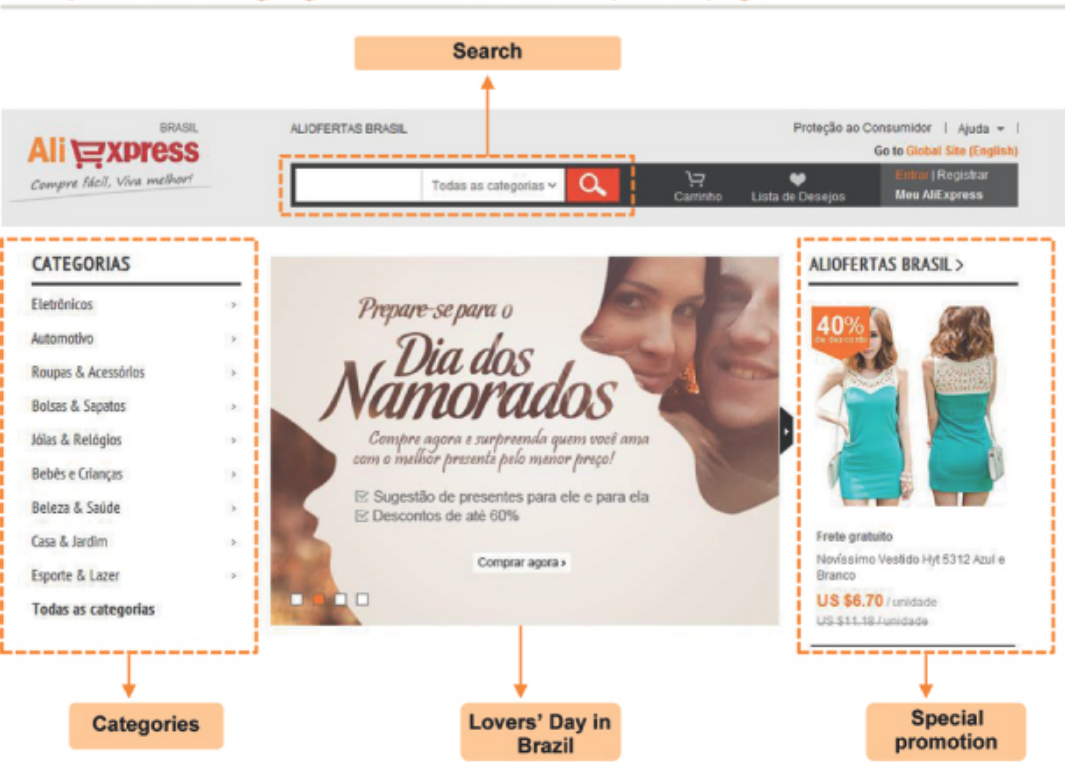 Search
BRASIL
AliExpress
Compre fácil, Viva melhor!
ALIOFERTAS BRASIL
Proteção ao Consumidor | Ajuda |
Go to Global Site (English)
Todas as categorias
Carrinho
Lista de Desejos
Entrar | Registrar
Meu AliExpress
CATEGORIAS
Eletrônicos >
Automotivo >
Roupas & Acessórios >
Bolsas & Sapatos >
Jóias & Relógios >
Bebês e Crianças >
Beleza & Saúde >
Casa & Jardim >
Esporte & Lazer >
Todas as categorias
Prepare-se para o
Dia dos
Namorados
Compre agora e surpreenda quem você ama
com o melhor presente pelo menor preço!
Sugestão de presentes para ele e para ela
Descontos de até 60%
Comprar agora >
ALIOFERTAS BRASIL >
40%
de desconto
Frete gratuito
Novíssimo Vestido Hyt 5312 Azul e
Branco
US $6.70 / unidade
US $11.18 / unidade
Categories
Lovers' Day in
Brazil
Special
promotion